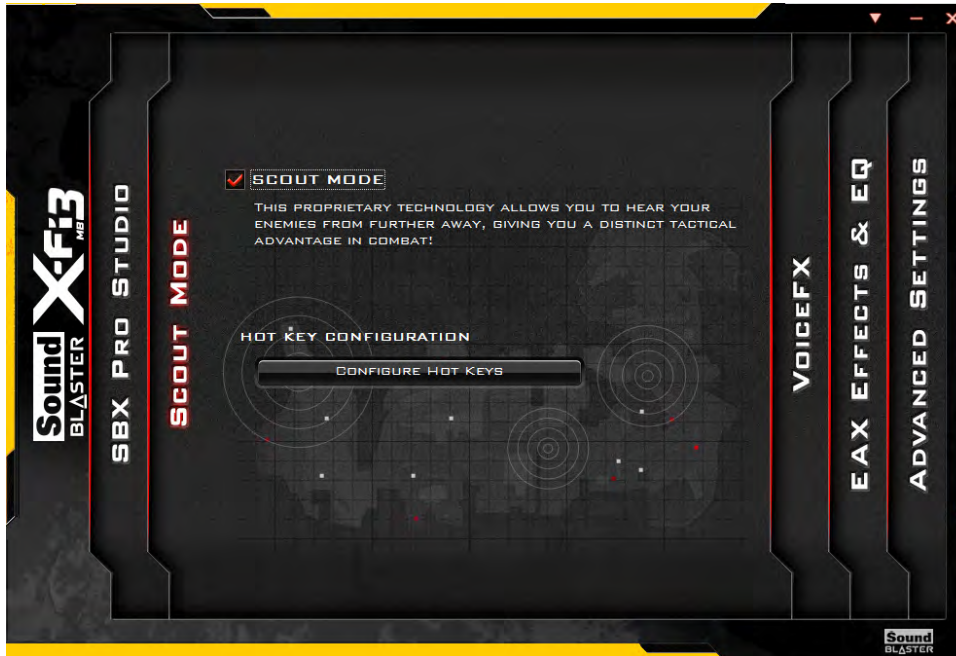 Sound BLASTER
X-Fi3
MB
SBX PRO STUDIO
SCOUT MODE
SCOUT MODE
THIS PROPRIETARY TECHNOLOGY ALLOWS YOU TO HEAR YOUR
ENEMIES FROM FURTHER AWAY, GIVING YOU A DISTINCT TACTICAL
ADVANTAGE IN COMBAT!
HOT KEY CONFIGURATION
CONFIGURE HOT KEYS
VOICEFX
EAX EFFECTS & EQ
ADVANCED SETTINGS
Sound
BLASTER